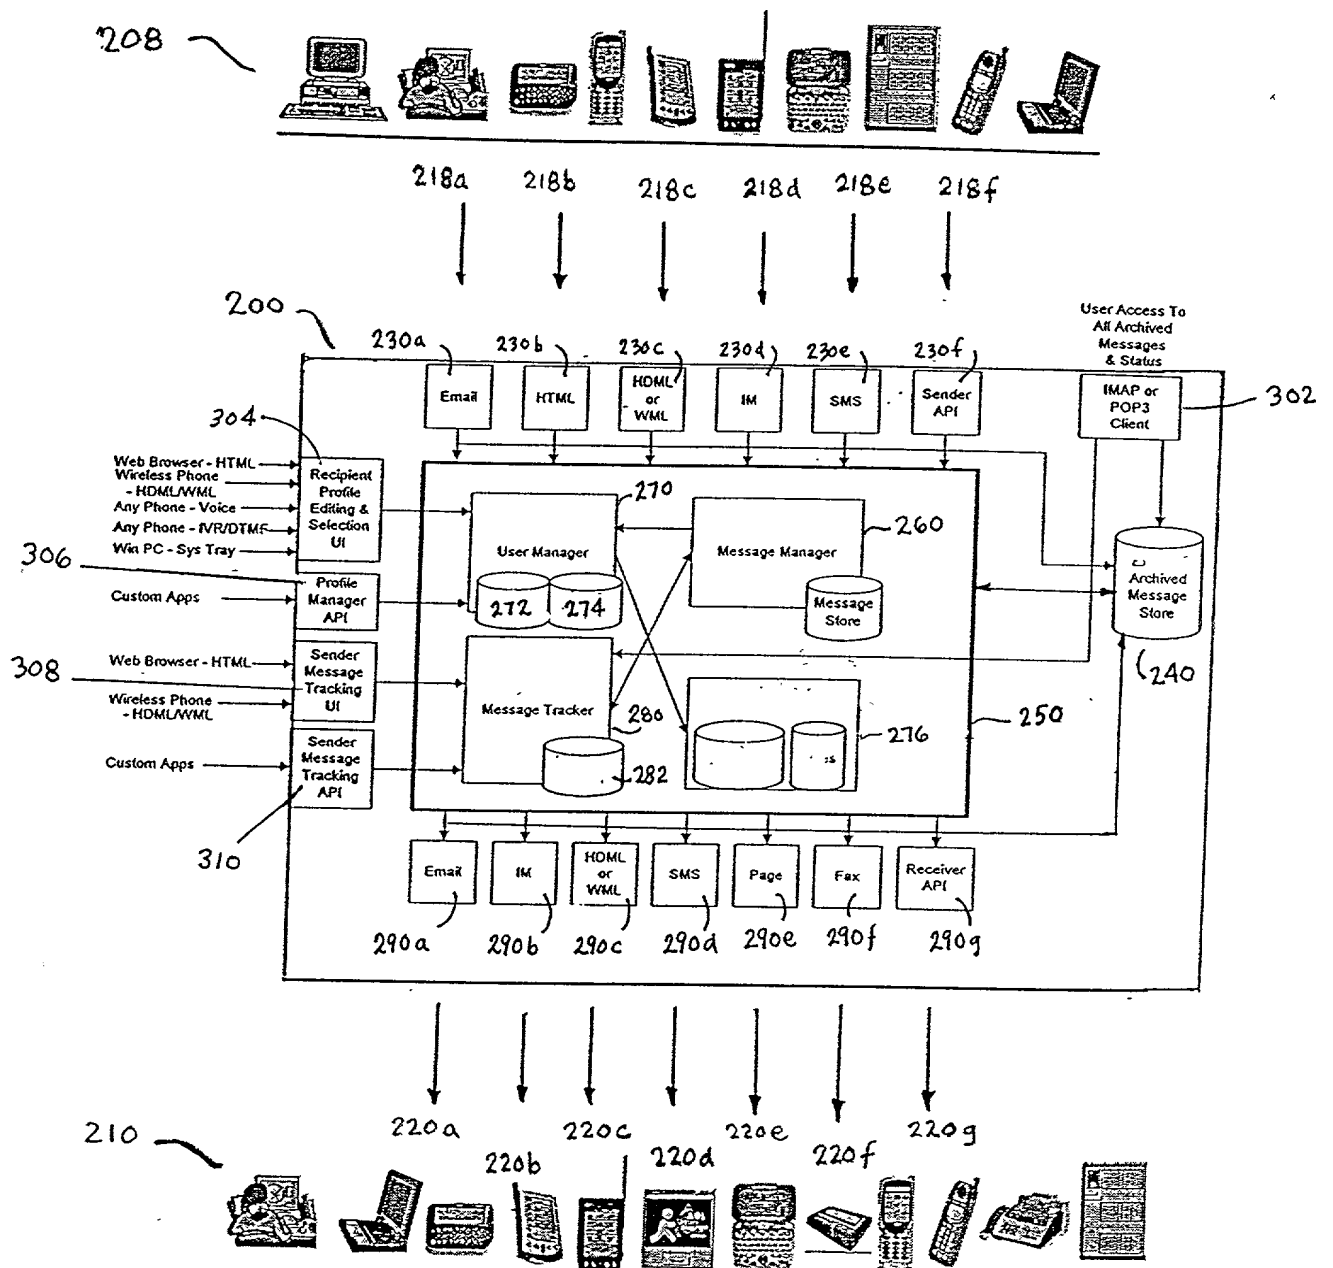 208
218a 218b 218c 218d 218e 218f
200
User Access To
All Archived
Messages
& Status
230a 230b 230c 230d 230e 230f
Email
HTML
HDML
or
WML
IM
SMS
Sender
API
IMAP or
POP3
Client
302
304
Web Browser - HTML
Wireless Phone
- HDML/WML
Any Phone - Voice
Any Phone - IVR/DTMF
Win PC - Sys Tray
Recipient
Profile
Editing &
Selection
UI
270
User Manager
272 274
260
Message Manager
Message
Store
Archived
Message
Store
240
306
Custom Apps
Profile
Manager
API
308
Web Browser - HTML
Wireless Phone
- HDML/WML
Sender
Message
Tracking
UI
Message Tracker
280
282
276
250
Custom Apps
Sender
Message
Tracking
API
310
Email
IM
HDML
or
WML
SMS
Page
Fax
Receiver
API
290a 290b 290c 290d 290e 290f 290g
210
220a 220b 220c 220d 220e 220f 220g